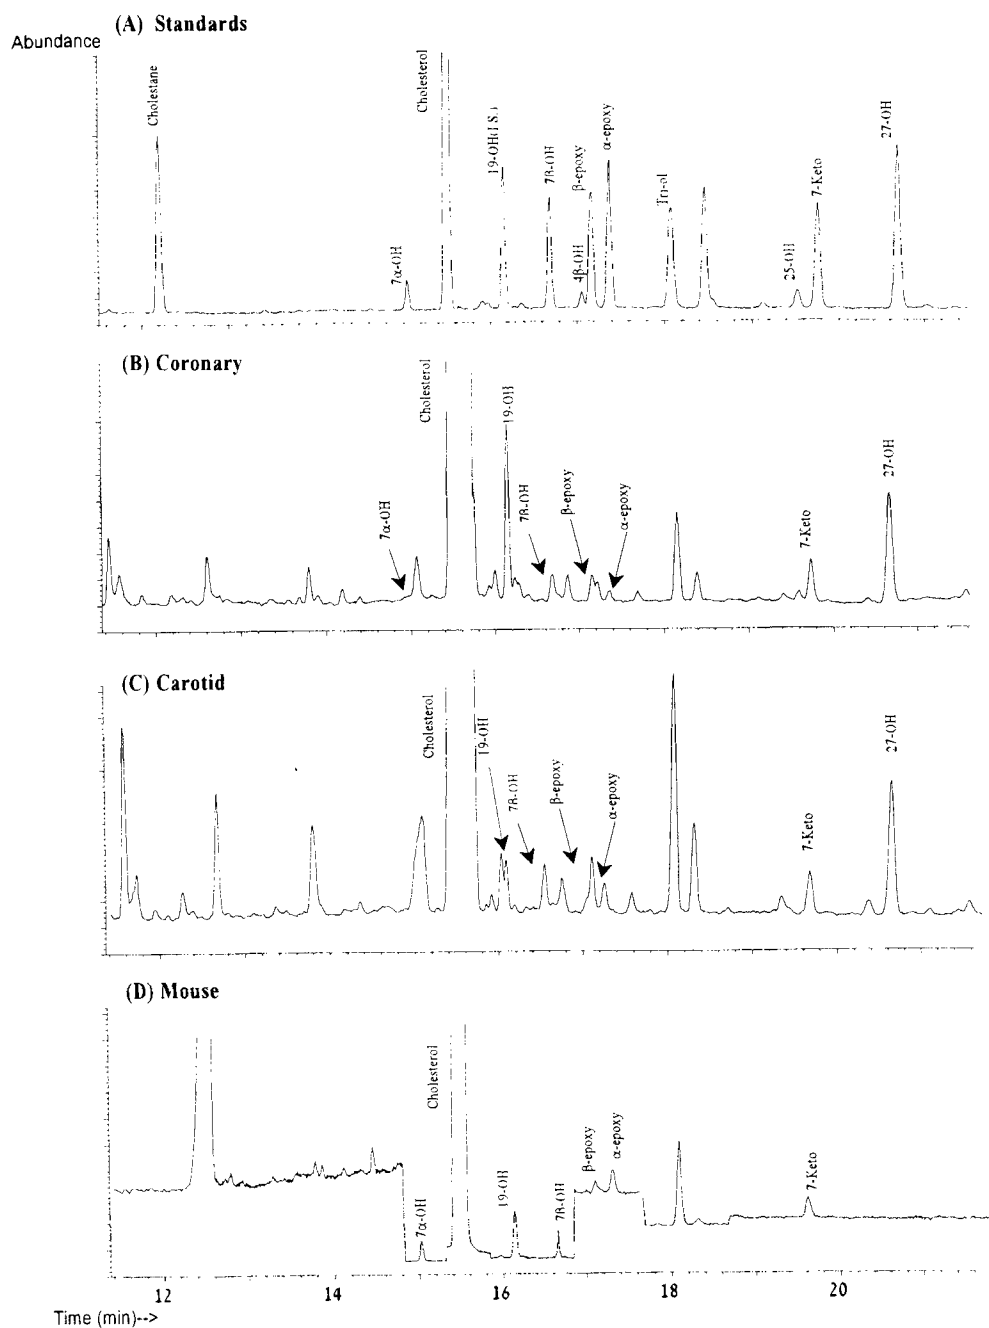 (A) Standards
Abundance
Cholestane
7α-OH
Cholesterol
19-OH(I.S.)
7β-OH
4β-OH
β-epoxy
α-epoxy
Tri-ol
25-OH
7-Keto
27-OH
(B) Coronary
7α-OH
Cholesterol
19-OH
7β-OH
β-epoxy
α-epoxy
7-Keto
27-OH
(C) Carotid
Cholesterol
19-OH
7β-OH
β-epoxy
α-epoxy
7-Keto
27-OH
(D) Mouse
7α-OH
Cholesterol
19-OH
7β-OH
β-epoxy
α-epoxy
7-Keto
12 14 16 18 20
Time (min)-->